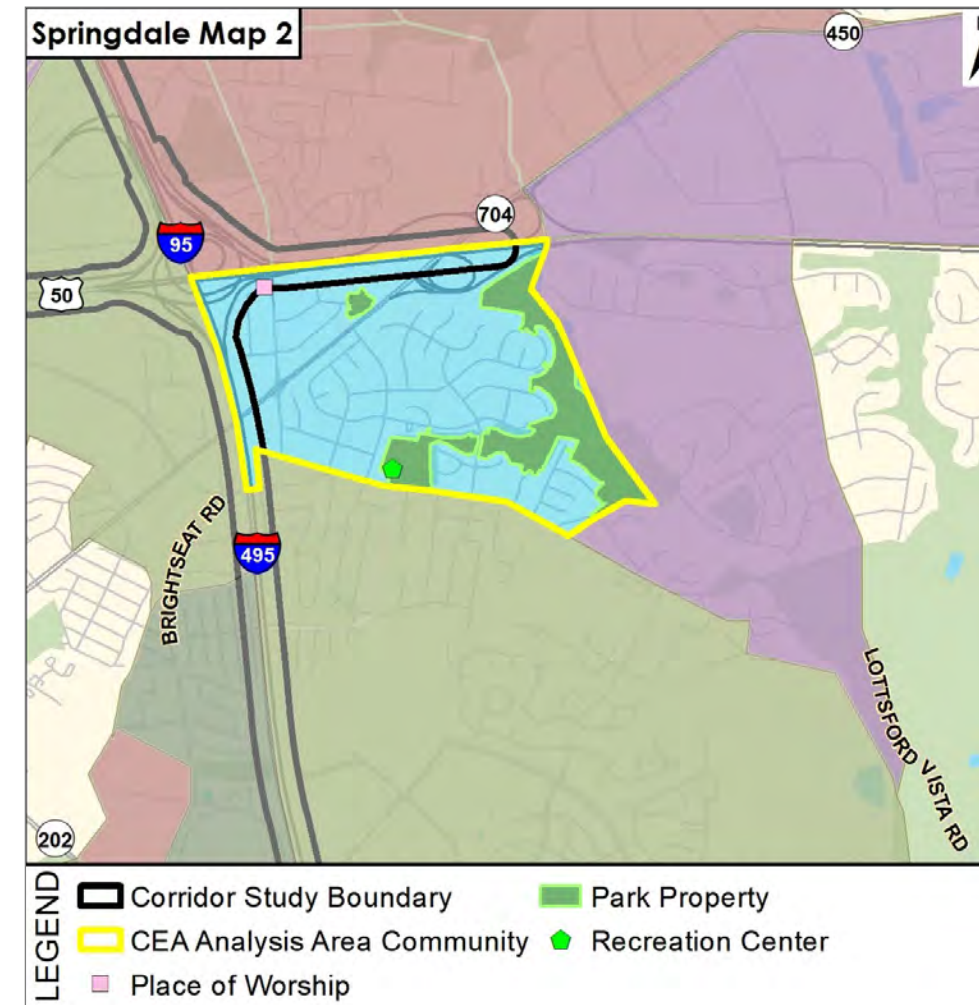 Springdale Map 2
450
704
95
50
495
BRIGHTSEAT RD
LOTTSFORD VISTA RD
202
LEGEND
Corridor Study Boundary
Park Property
CEA Analysis Area Community
Recreation Center
Place of Worship